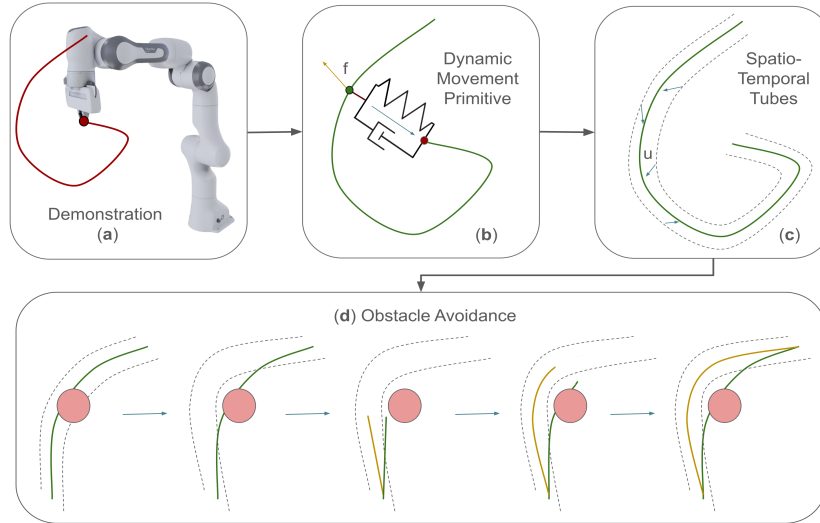 Demonstration
(a)
f
Dynamic
Movement
Primitive
(b)
Spatio-
Temporal
Tubes
u
(c)
(d) Obstacle Avoidance